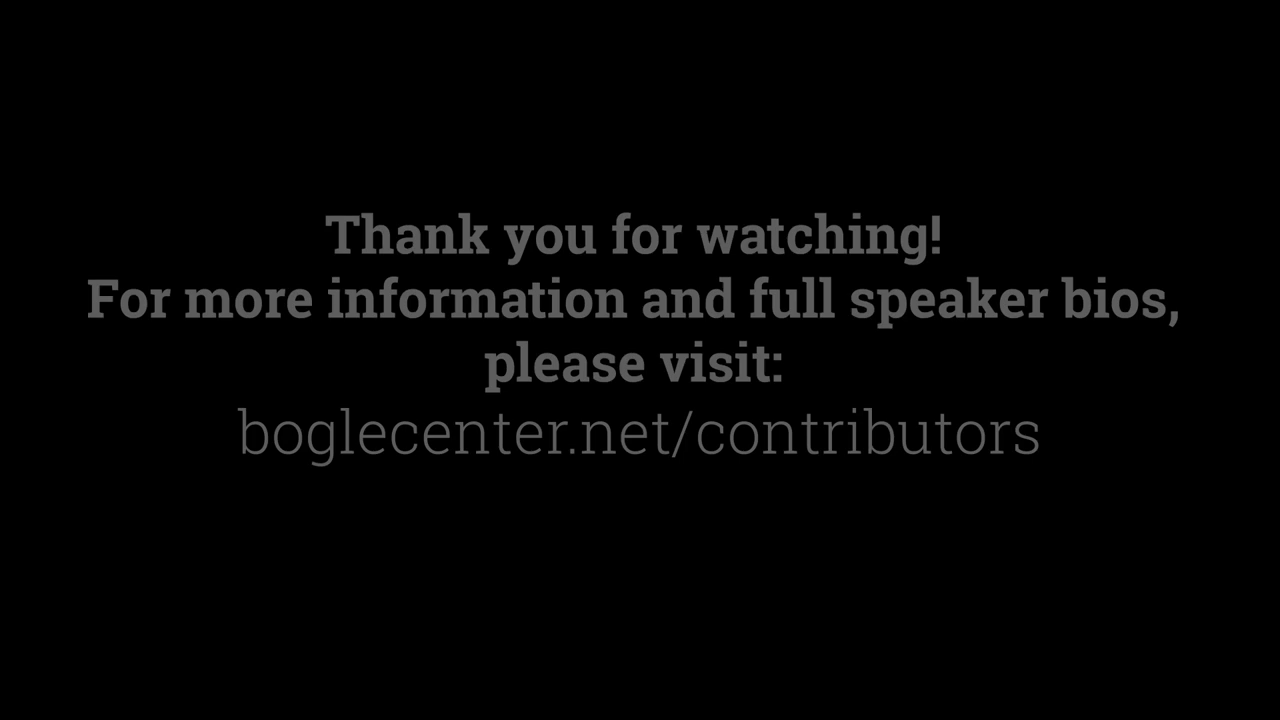 Thank you for watching!
For more information and full speaker bios,
please visit:
boglecenter.net/contributors